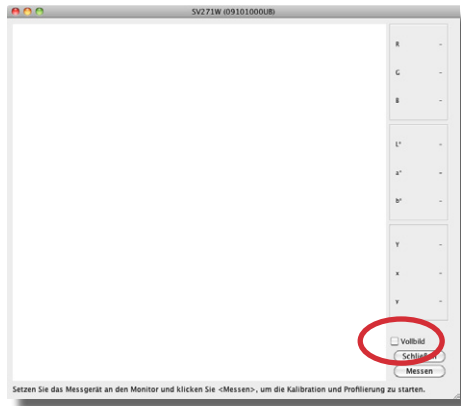 SV271W (09101000UB)
R -
G -
B -
L* -
a* -
b* -
Y -
x -
y -
Vollbild
Schließen
Messen
Setzen Sie das Messgerät an den Monitor und klicken Sie <Messen>, um die Kalibration und Profilierung zu starten.